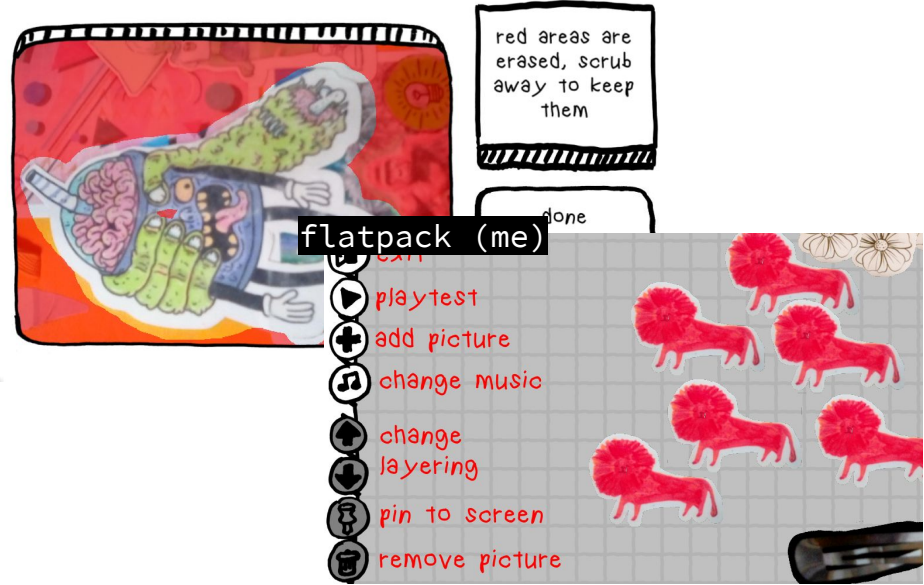 red areas are
erased, scrub
away to keep
them
done
flatpack (me)
exit
playtest
add picture
change music
change
layering
pin to screen
remove picture